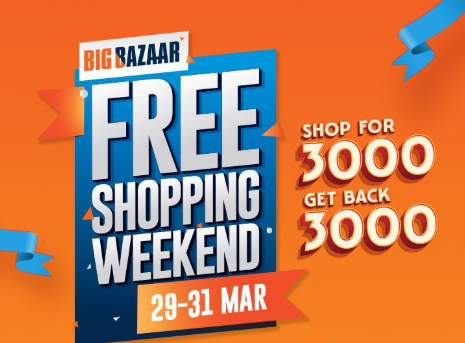 BIG BAZAAR
FREE
SHOPPING
WEEKEND
29-31 MAR
SHOP FOR
3000
GET BACK
3000